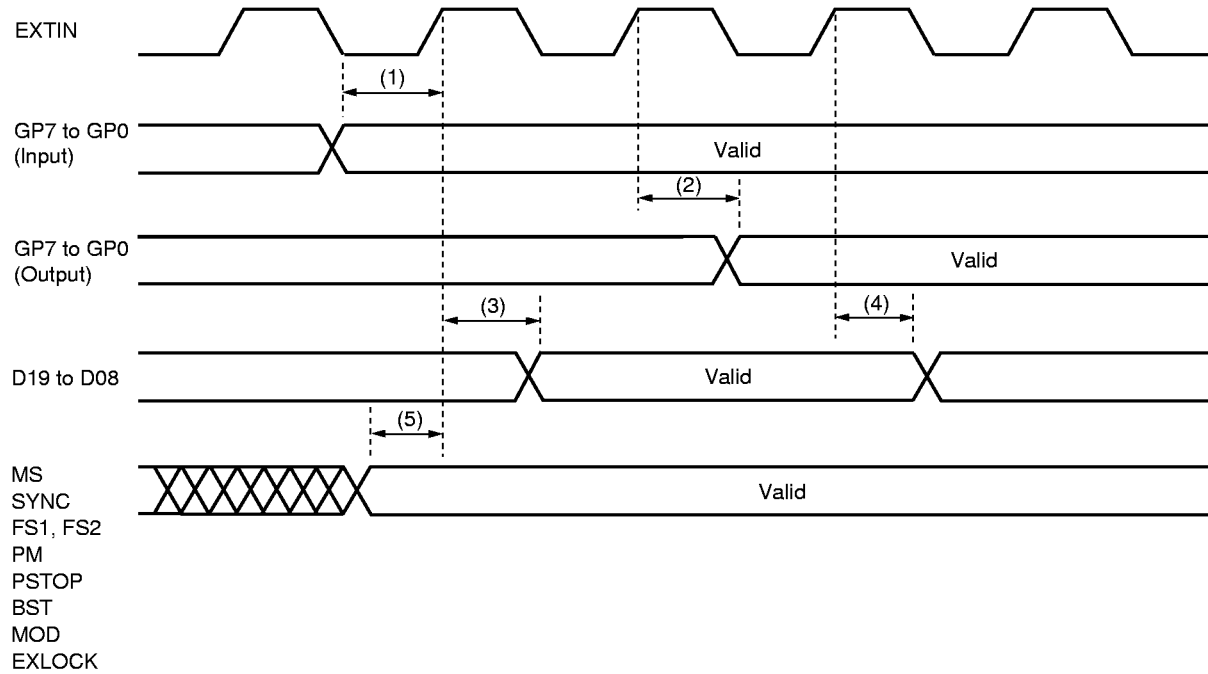 EXTIN
(1)
GP7 to GP0
(Input)
Valid
(2)
GP7 to GP0
(Output)
Valid
(3)
(4)
D19 to D08
Valid
(5)
MS
SYNC
FS1, FS2
PM
PSTOP
BST
MOD
EXLOCK
Valid